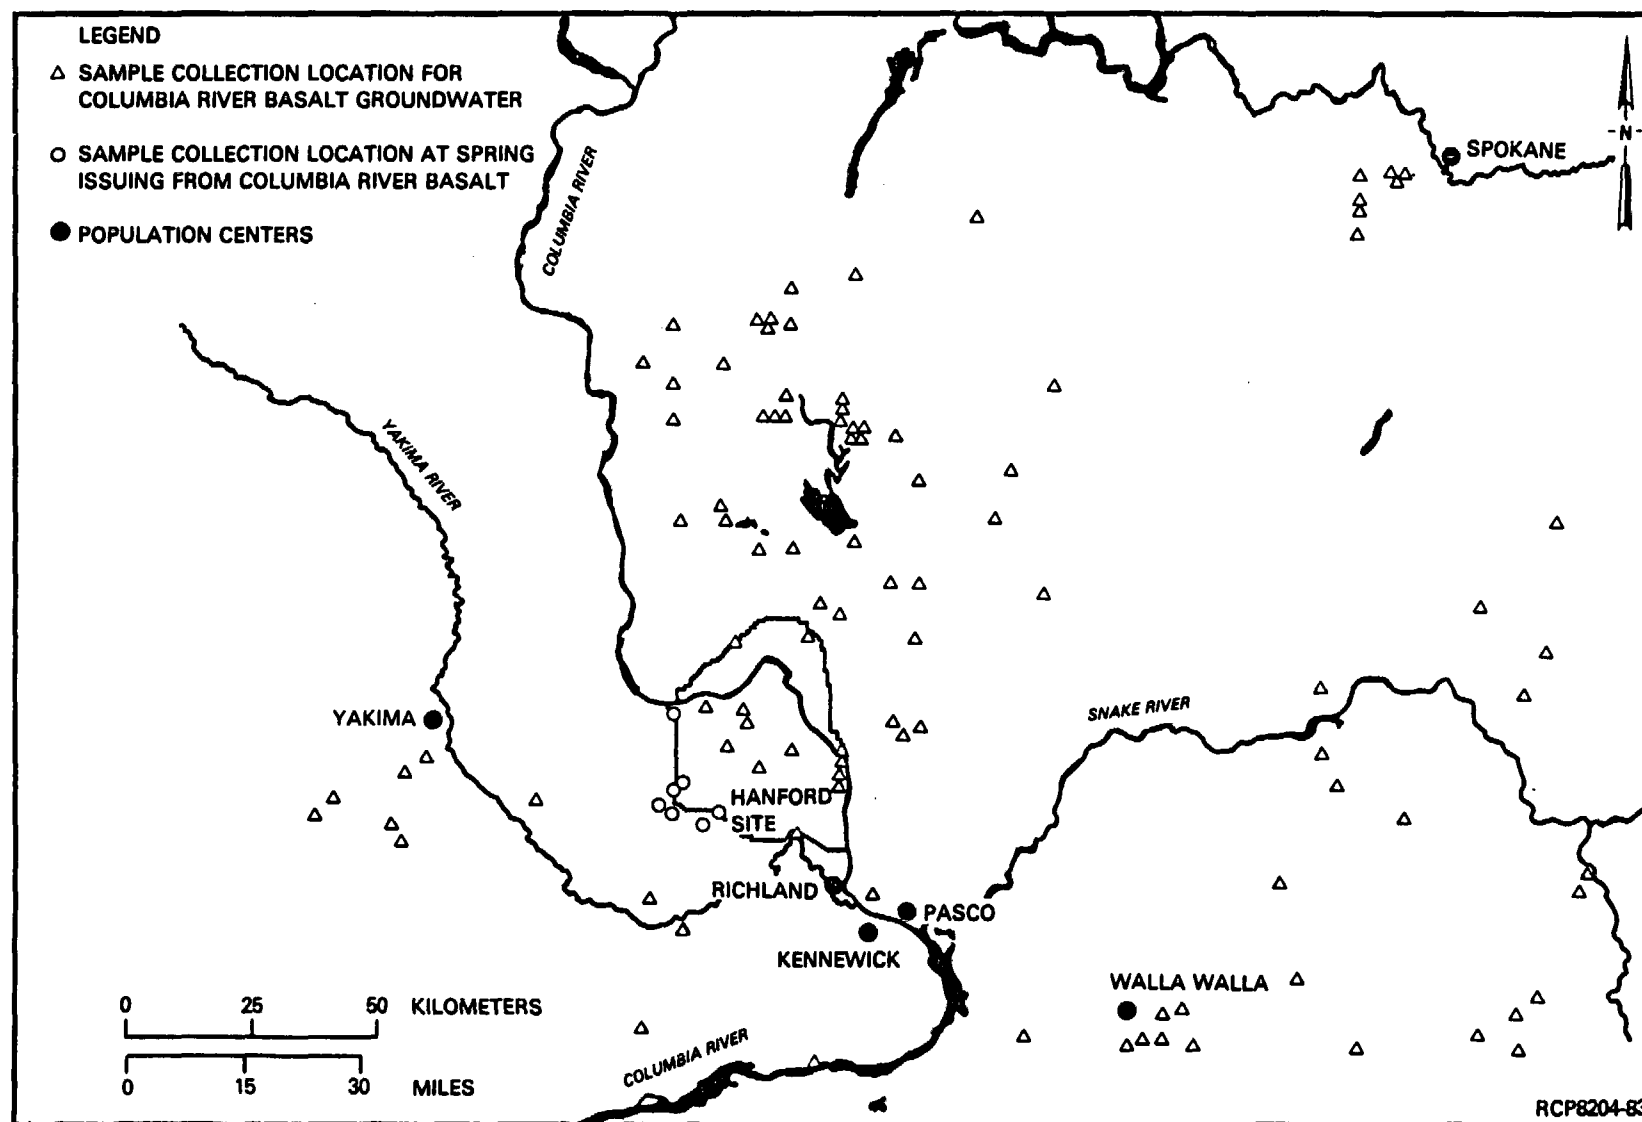 LEGEND
SAMPLE COLLECTION LOCATION FOR
COLUMBIA RIVER BASALT GROUNDWATER
SAMPLE COLLECTION LOCATION AT SPRING
ISSUING FROM COLUMBIA RIVER BASALT
POPULATION CENTERS
COLUMBIA RIVER
N
SPOKANE
YAKIMA RIVER
YAKIMA
SNAKE RIVER
HANFORD
SITE
RICHLAND
PASCO
KENNEWICK
WALLA WALLA
0 25 50 KILOMETERS
0 15 30 MILES
COLUMBIA RIVER
RCP8204-83